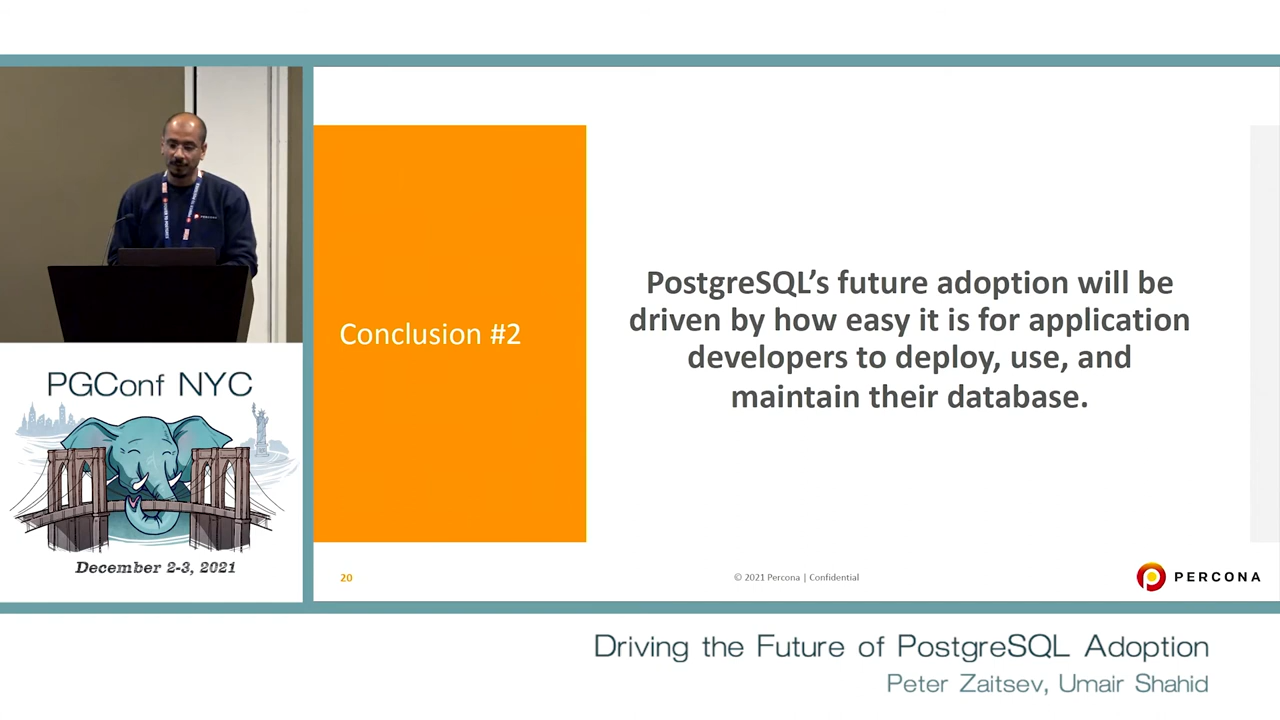 PERCONA
PGConf NYC
December 2-3, 2021
Conclusion #2
PostgreSQL’s future adoption will be
driven by how easy it is for application
developers to deploy, use, and
maintain their database.
20
© 2021 Percona | Confidential
PERCONA
Driving the Future of PostgreSQL Adoption
Peter Zaitsev, Umair Shahid